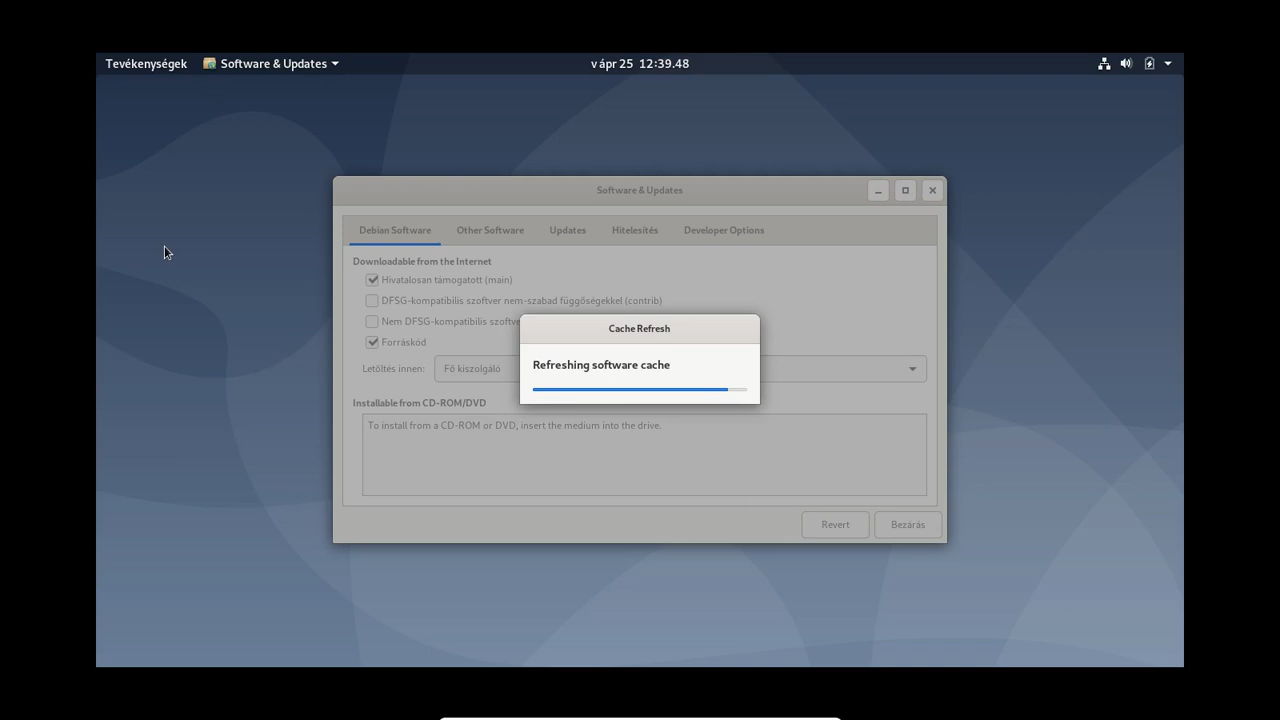 Tevékenységek Software & Updates v ápr 25 12:39.48
Software & Updates
Debian Software Other Software Updates Hitelesítés Developer Options
Downloadable from the Internet
Hivatalosan támogatott (main)
DFSG-kompatibilis szoftver nem-szabad függőségekkel (contrib)
Nem DFSG-kompatibilis
Forráskód
Letöltés innen: Fő kiszolgáló
Cache Refresh
Refreshing software cache
Installable from CD-ROM/DVD
To install from a CD-ROM or DVD, insert the medium into the drive.
Revert Bezárás